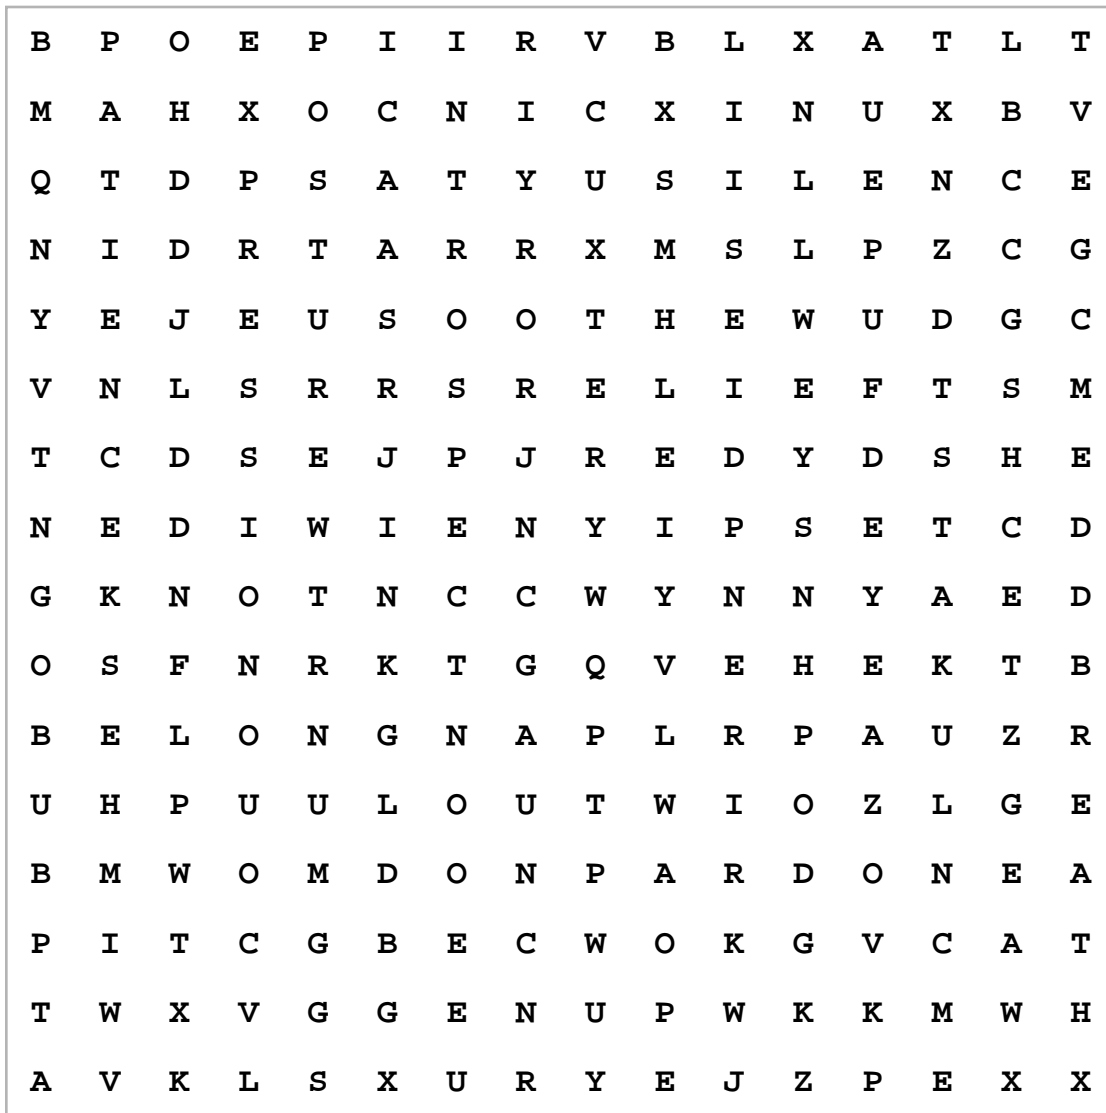 B P O E P I I R V B L X A T L T
M A H X O C N I C X I N U X B V
Q T D P S A T Y U S I L E N C E
N I D R T A R R X M S L P Z C G
Y E J E U S O O T H E W U D G C
V N L S R R S R E L I E F T S M
T C D S E J P J R E D Y D S H E
N E D I W I E N Y I P S E T C D
G K N O T N C C W Y N N Y A E D
O S F N R K T G Q V E H E K T B
B E L O N G N A P L R P A U Z R
U H P U U L O U T W I O Z L G E
B M W O M D O N P A R D O N E A
P I T C G B E C W O K G V C A T
T W X V G G E N U P W K K M W H
A V K L S X U R Y E J Z P E X X